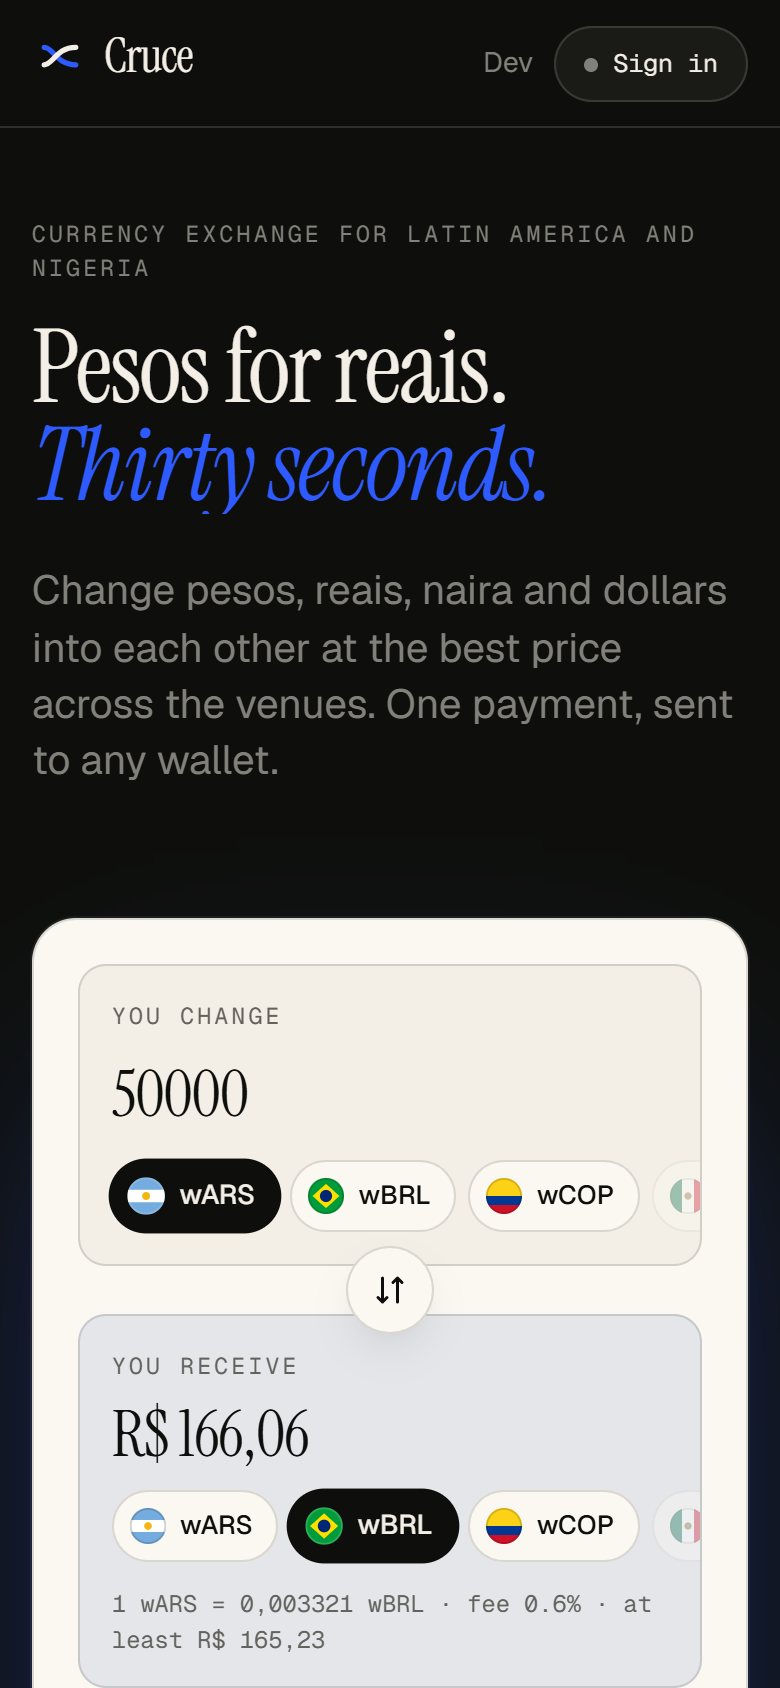 Cruce
Dev
Sign in
CURRENCY EXCHANGE FOR LATIN AMERICA AND
NIGERIA
Pesos for reais.
Thirty seconds.
Change pesos, reais, naira and dollars
into each other at the best price
across the venues. One payment, sent
to any wallet.
YOU CHANGE
50000
wARS
wBRL
wCOP
YOU RECEIVE
R$ 166,06
wARS
wBRL
wCOP
1 wARS = 0,003321 wBRL · fee 0.6% · at
least R$ 165,23